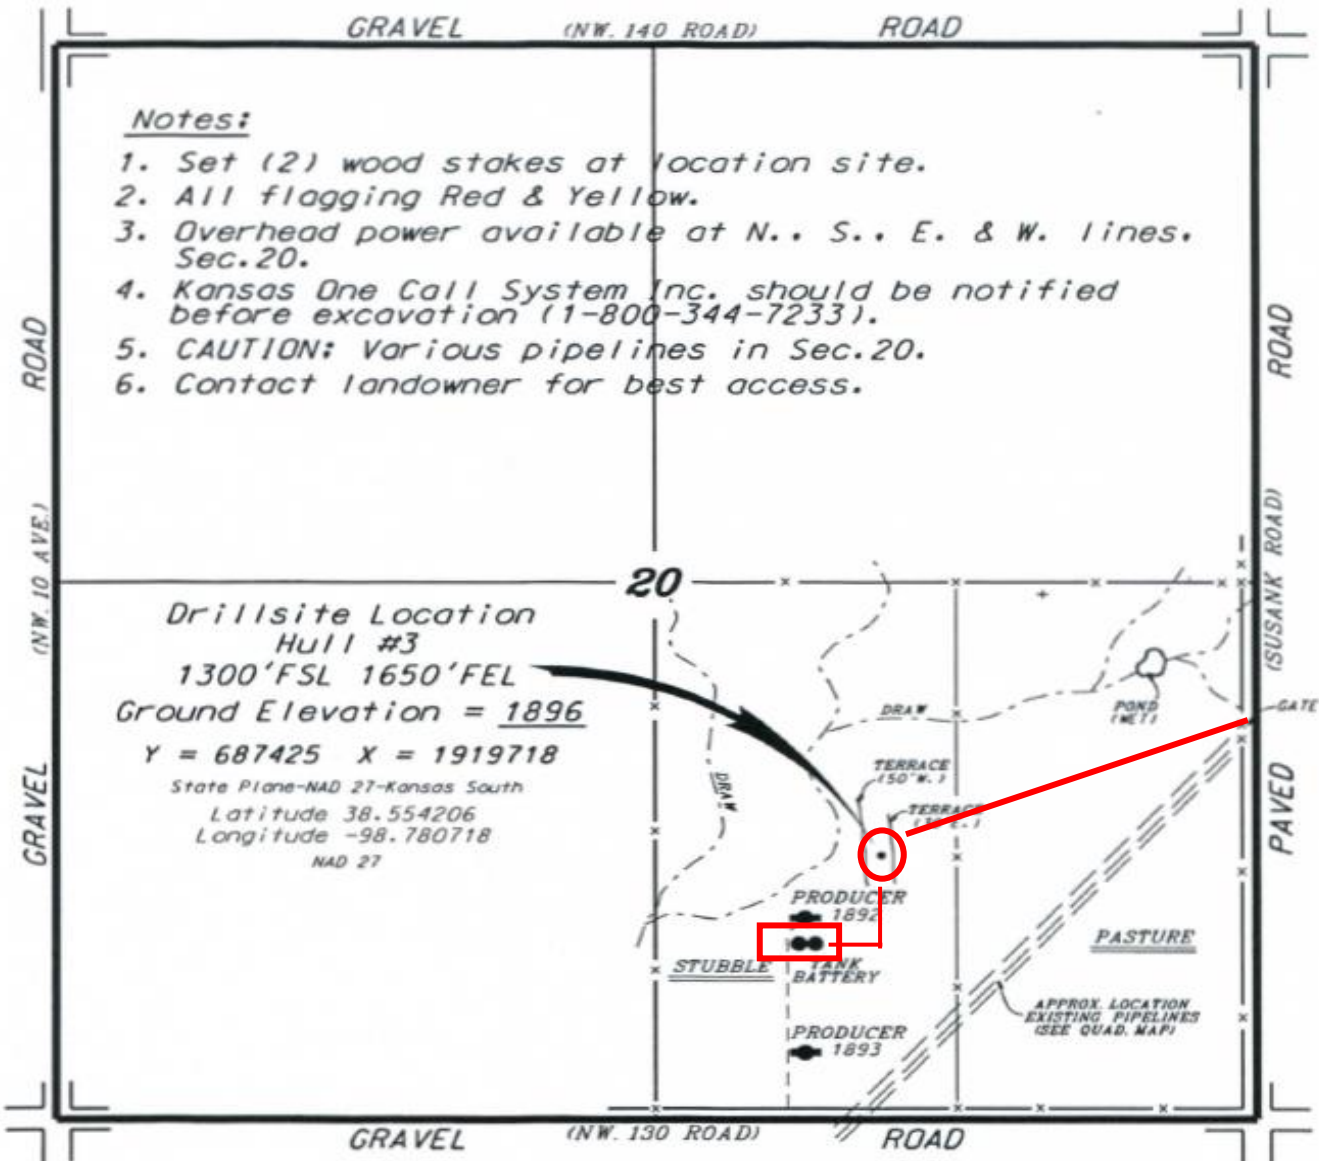 GRAVEL (NW. 140 ROAD) ROAD
Notes:
1. Set (2) wood stakes at location site.
2. All flagging Red & Yellow.
3. Overhead power available at N., S., E. & W. lines,
Sec.20.
4. Kansas One Call System Inc. should be notified
before excavation (1-800-344-7233).
5. CAUTION: Various pipelines in Sec.20.
6. Contact landowner for best access.
ROAD
(NW. 10 AVE.)
GRAVEL
ROAD
(SUSANK ROAD)
PAVED
20
Drillsite Location
Hull #3
1300'FSL 1650'FEL
Ground Elevation = 1896
Y = 687425 X = 1919718
State Plane-NAD 27-Kansas South
Latitude 38.554206
Longitude -98.780718
NAD 27
DRAW
POND
(WET)
GATE
TERRACE
(50'W.)
DRAW
TERRACE
PRODUCER
1892
STUBBLE
TANK
BATTERY
PASTURE
APPROX. LOCATION
EXISTING PIPELINES
(SEE QUAD. MAP)
PRODUCER
1893
GRAVEL (NW. 130 ROAD) ROAD